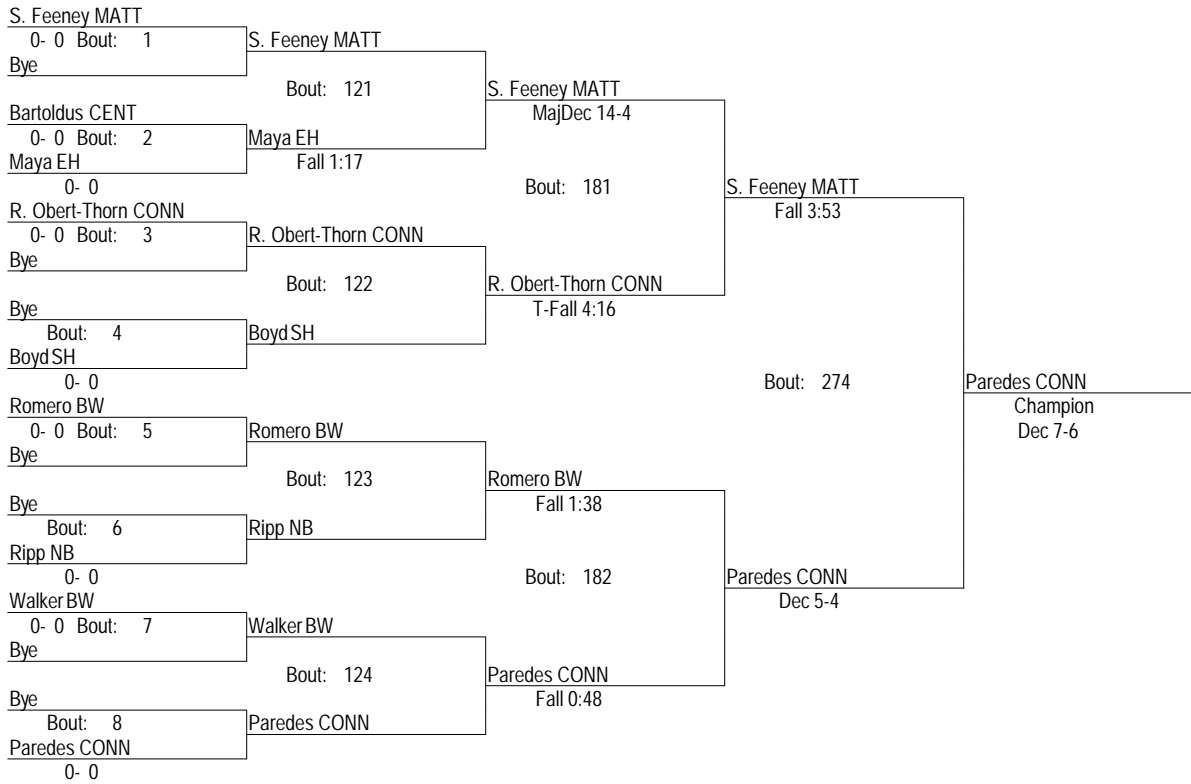 S. Feeney MATT
0- 0 Bout: 1
Bye
Bartoldus CENT
0- 0 Bout: 2
Maya EH
0- 0
R. Obert-Thorn CONN
0- 0 Bout: 3
Bye
Bye
Bout: 4
Boyd SH
0- 0
Romero BW
0- 0 Bout: 5
Bye
Bye
Bout: 6
Ripp NB
0- 0
Walker BW
0- 0 Bout: 7
Bye
Bye
Bout: 8
Paredes CONN
0- 0
S. Feeney MATT
Bout: 121
Maya EH
Fall 1:17
R. Obert-Thorn CONN
Bout: 122
Boyd SH
Romero BW
Bout: 123
Ripp NB
Walker BW
Bout: 124
Paredes CONN
S. Feeney MATT
MajDec 14-4
Bout: 181
R. Obert-Thorn CONN
T-Fall 4:16
Romero BW
Fall 1:38
Bout: 182
Paredes CONN
Fall 0:48
S. Feeney MATT
Fall 3:53
Bout: 274
Paredes CONN
Dec 5-4
Paredes CONN
Champion
Dec 7-6